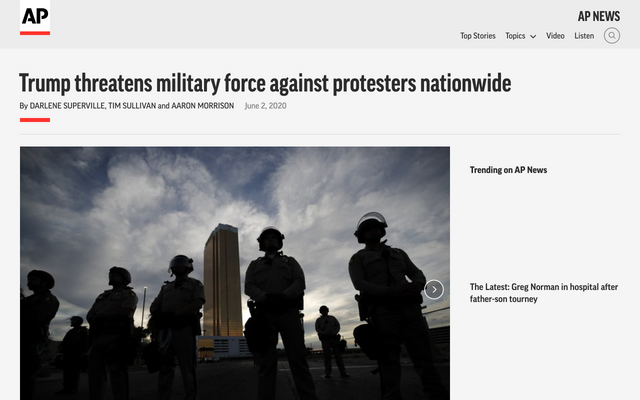 AP
AP NEWS
Top Stories Topics Video Listen
Trump threatens military force against protesters nationwide
By DARLENE SUPERVILLE, TIM SULLIVAN and AARON MORRISON June 2, 2020
Trending on AP News
The Latest: Greg Norman in hospital after
father-son tourney